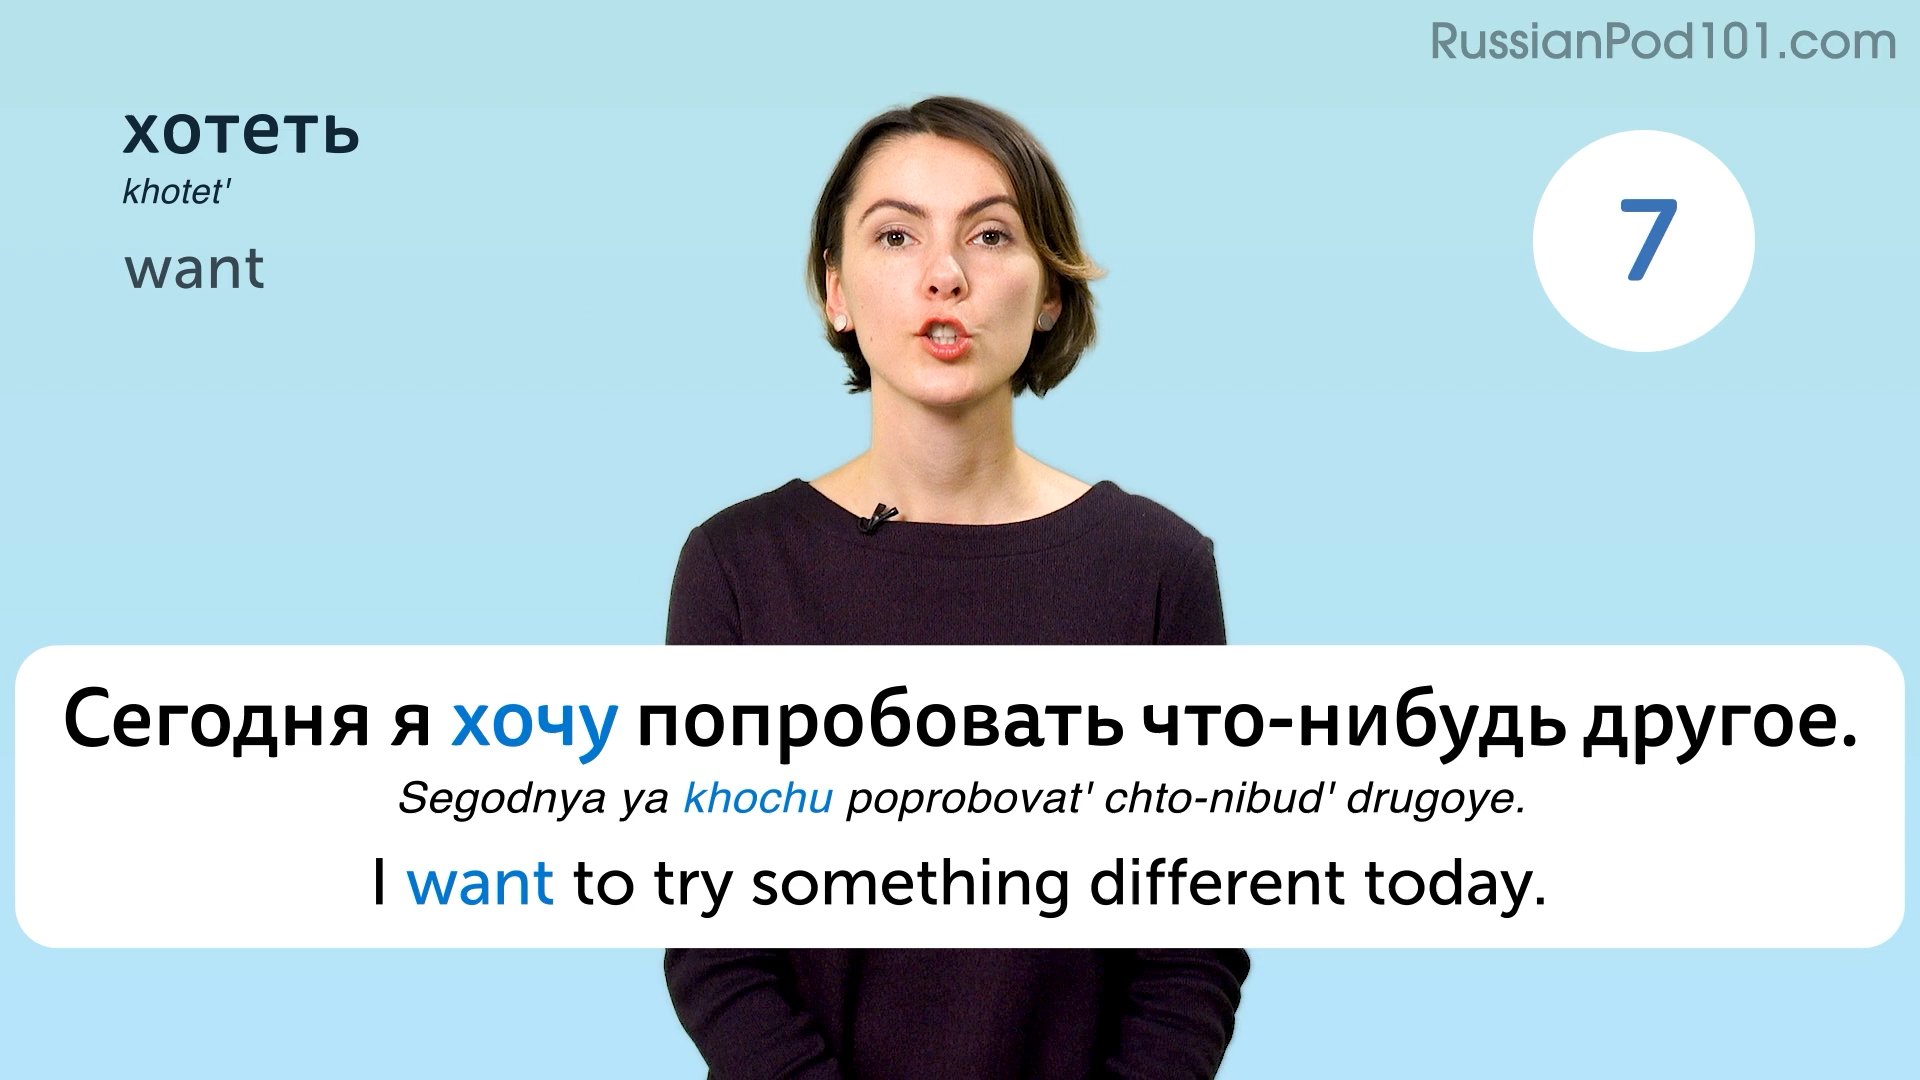 RussianPod101.com
хотеть
khotet'
want
7
Сегодня я хочу попробовать что-нибудь другое.
Segodnya ya khochu poprobovat' chto-nibud' drugoye.
I want to try something different today.